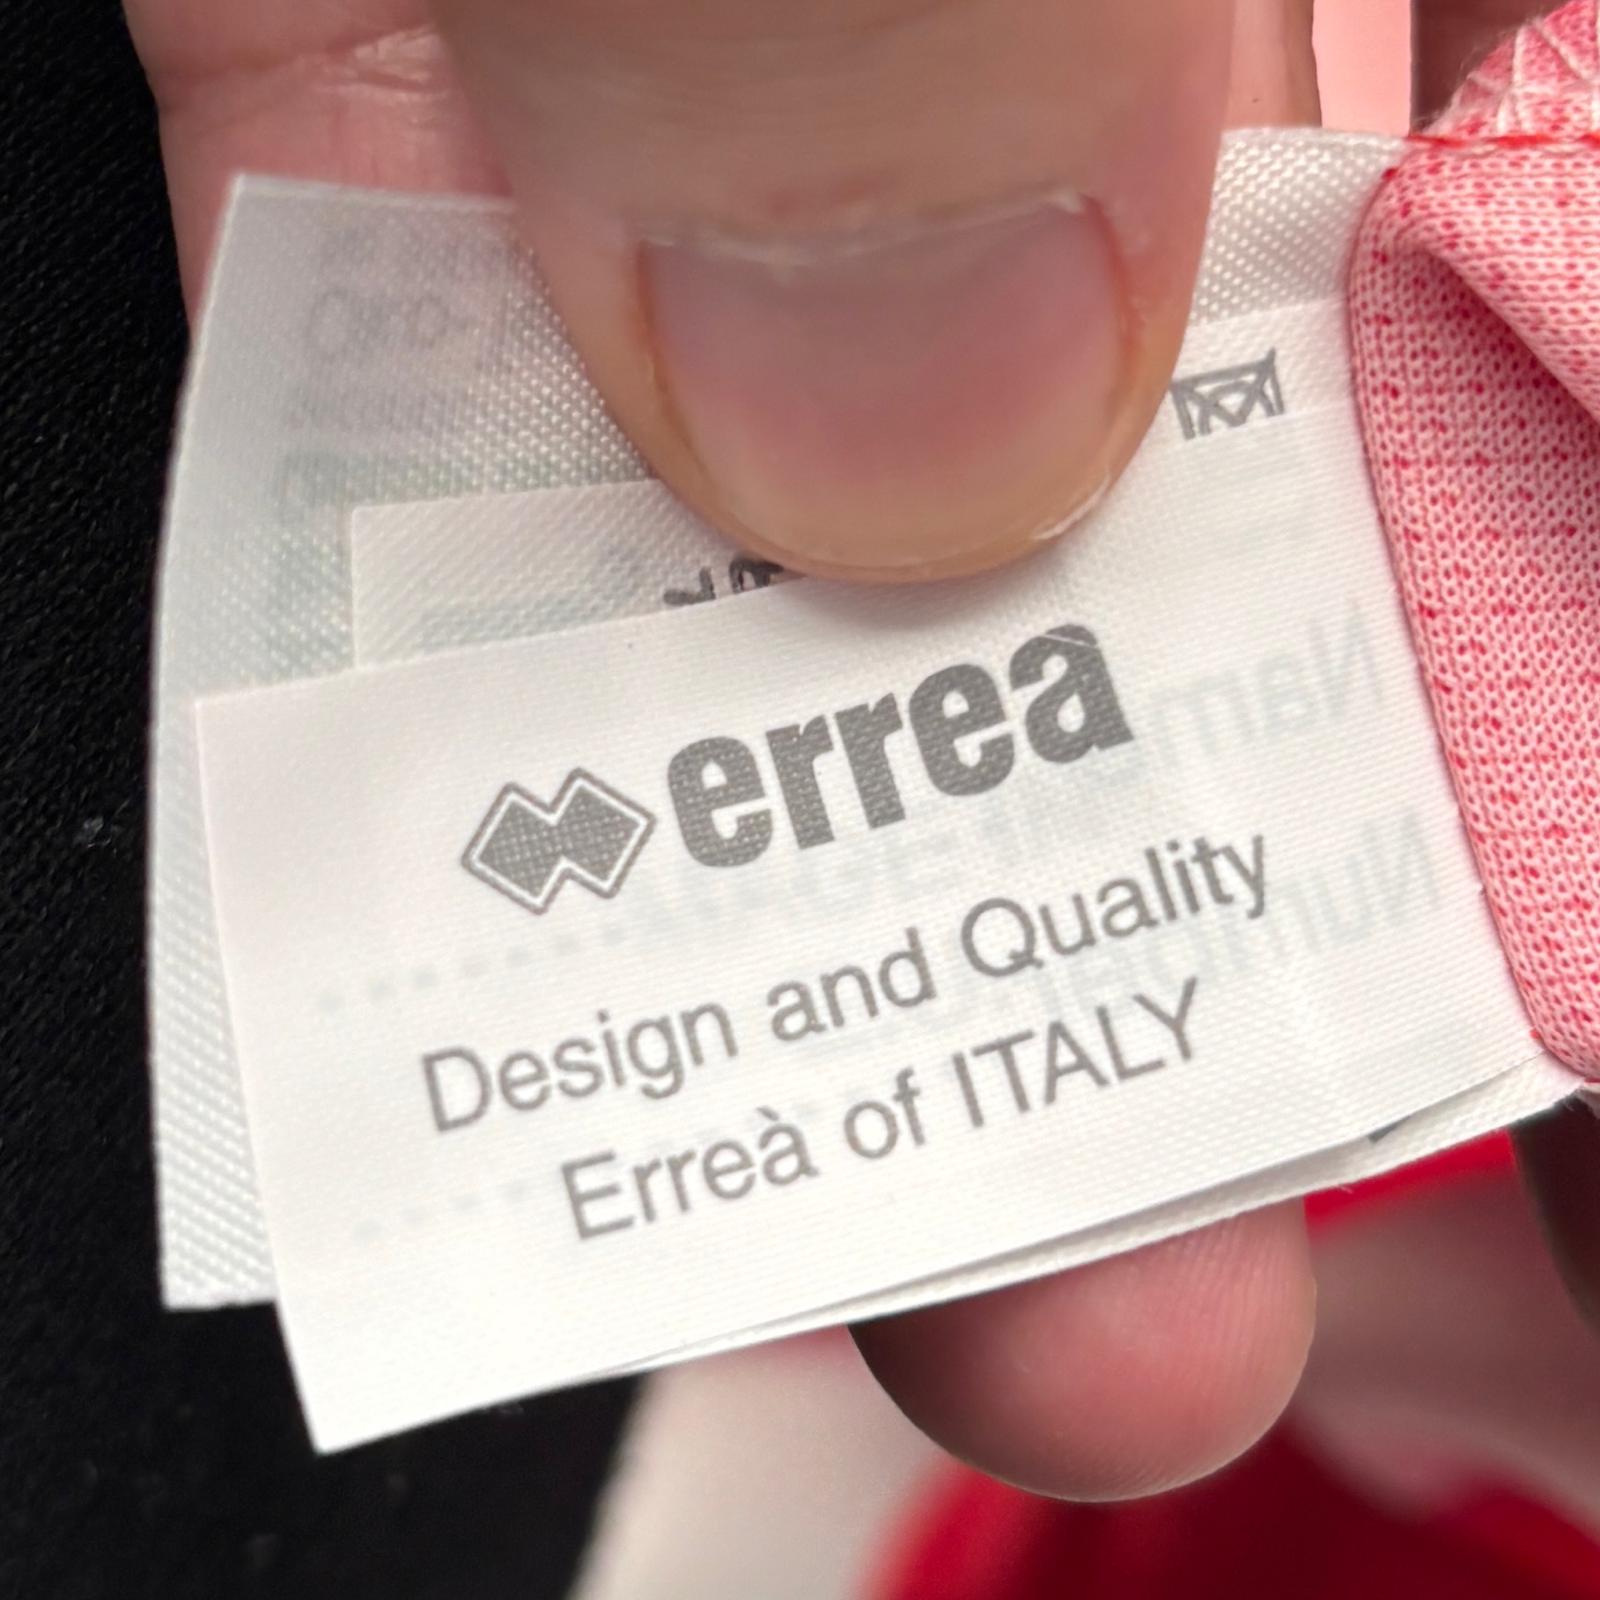 errea
Design and Quality
Erreà of ITALY